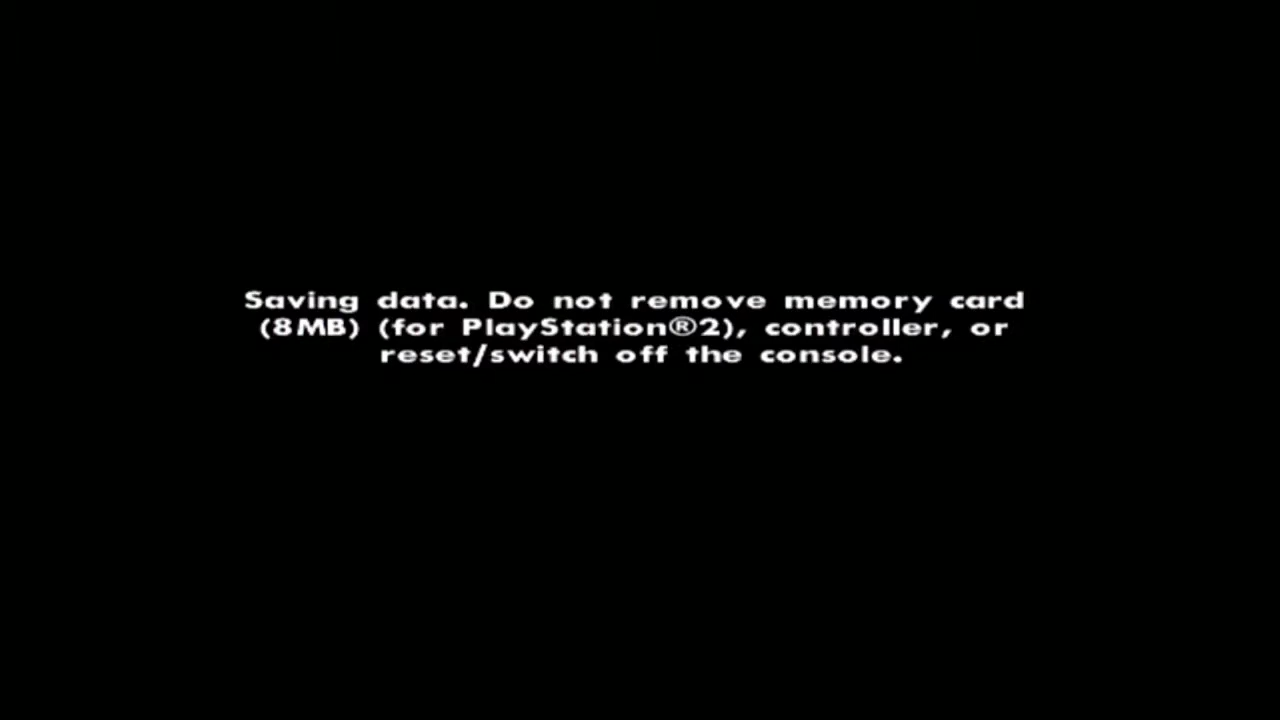 Saving data. Do not remove memory card
(8MB) (for PlayStation®2), controller, or
reset/switch off the console.